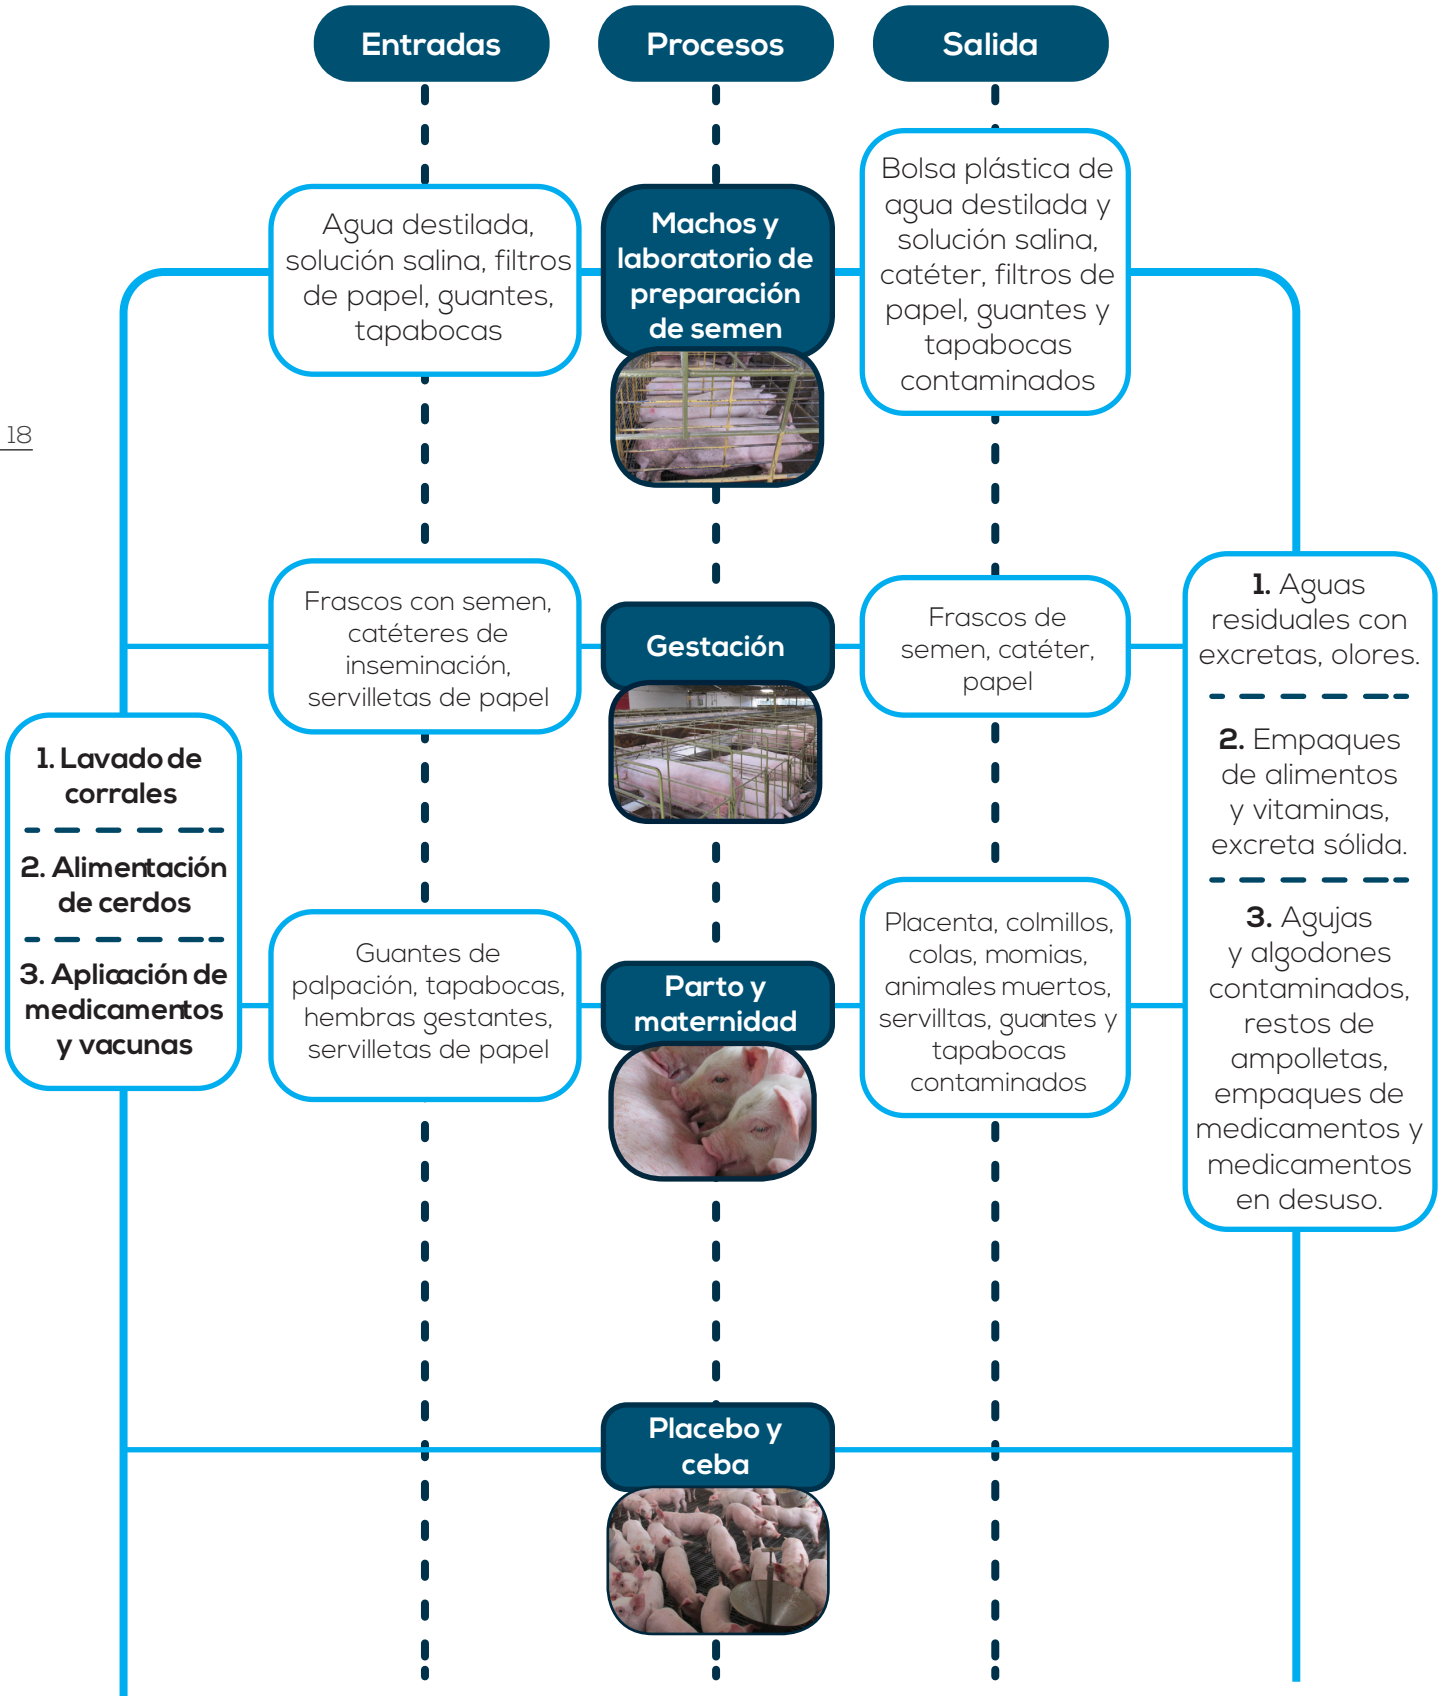 Entradas
Procesos
Salida
Agua destilada,
solución salina, filtros
de papel, guantes,
tapabocas
Machos y
laboratorio de
preparación
de semen
Bolsa plástica de
agua destilada y
solución salina,
catéter, filtros de
papel, guantes y
tapabocas
contaminados
18
Frascos con semen,
catéteres de
inseminación,
servilletas de papel
Gestación
Frascos de
semen, catéter,
papel
1. Lavado de
corrales
2. Alimentación
de cerdos
3. Aplicación de
medicamentos
y vacunas
1. Aguas
residuales con
excretas, olores.
2. Empaques
de alimentos
y vitaminas,
excreta sólida.
3. Agujas
y algodones
contaminados,
restos de
ampolletas,
empaques de
medicamentos y
medicamentos
en desuso.
Guantes de
palpación, tapabocas,
hembras gestantes,
servilletas de papel
Parto y
maternidad
Placenta, colmillos,
colas, momias,
animales muertos,
servilltas, guantes y
tapabocas
contaminados
Placebo y
ceba